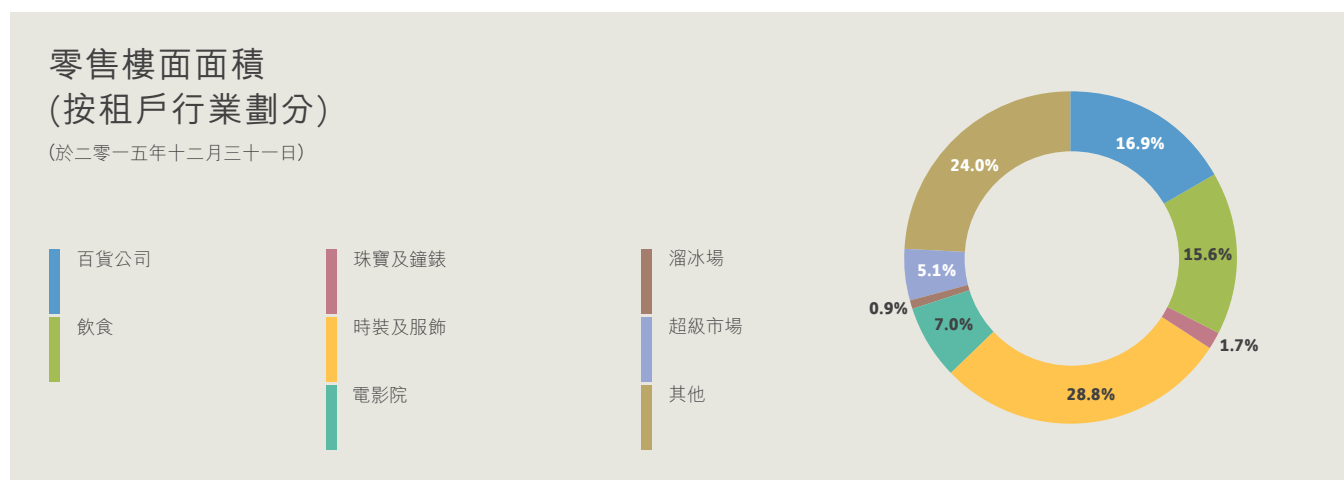 零售樓面面積
(按租戶行業劃分)
(於二零一五年十二月三十一日)
百貨公司
飲食
珠寶及鐘錶
時裝及服飾
電影院
溜冰場
超級市場
其他
16.9%
15.6%
1.7%
28.8%
7.0%
0.9%
5.1%
24.0%